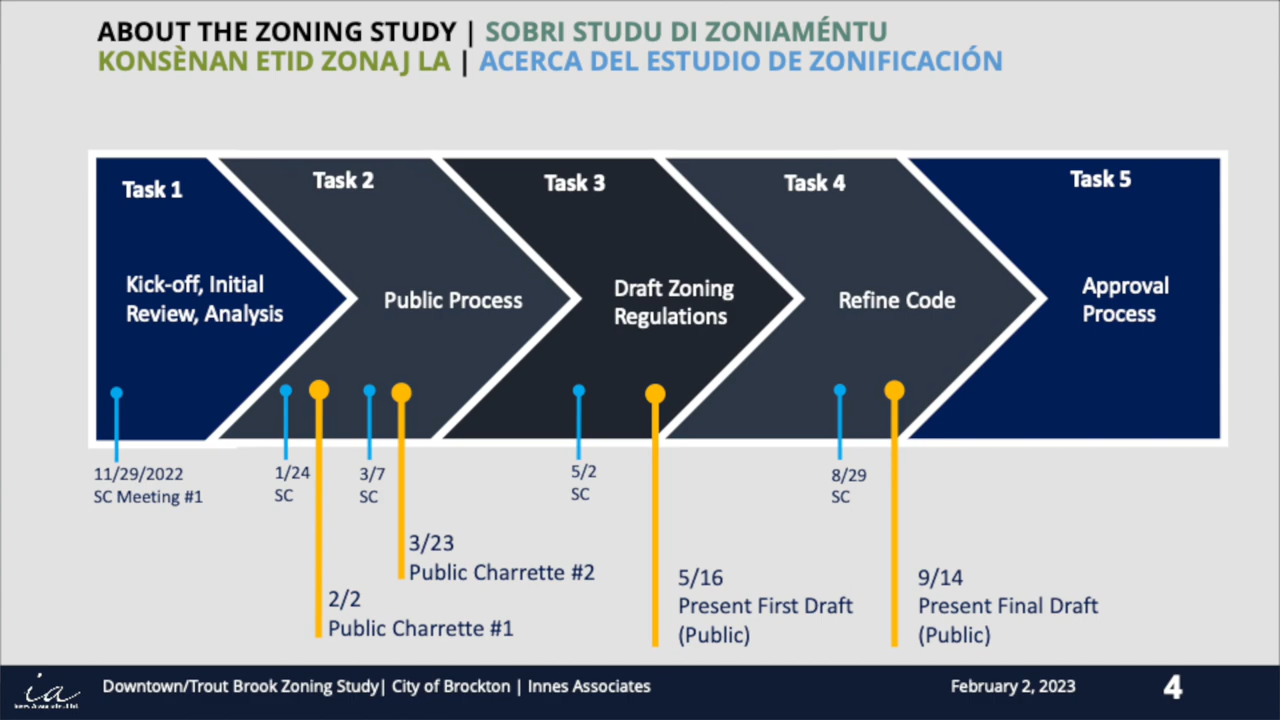 ABOUT THE ZONING STUDY | SOBRI STUDU DI ZONIAMÉNTU
KONSÈNAN ETID ZONAJ LA | ACERCA DEL ESTUDIO DE ZONIFICACIÓN
Task 1
Kick-off, Initial
Review, Analysis
Task 2
Public Process
Task 3
Draft Zoning
Regulations
Task 4
Refine Code
Task 5
Approval
Process
11/29/2022
SC Meeting #1
1/24
SC
2/2
Public Charrette #1
3/7
SC
3/23
Public Charrette #2
5/2
SC
5/16
Present First Draft
(Public)
8/29
SC
9/14
Present Final Draft
(Public)
ia
Downtown/Trout Brook Zoning Study| City of Brockton | Innes Associates
February 2, 2023
4